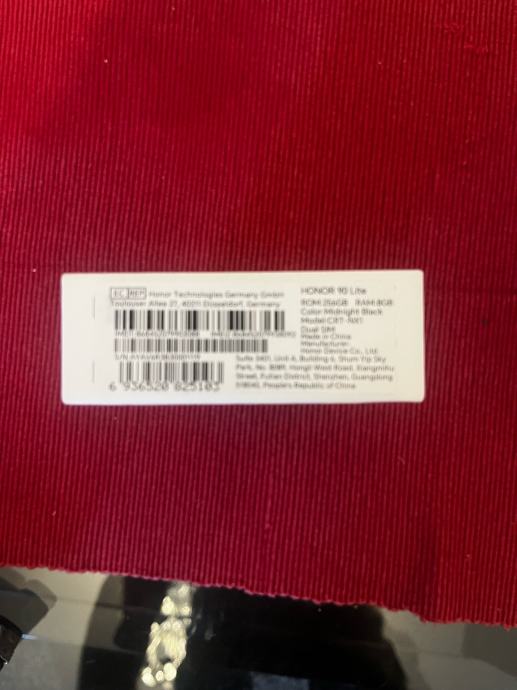 EC REP Honor Technologies Germany GmbH
Toulouser Allee 27, 40211 Düsseldorf, Germany
HONOR 90 Lite
ROM:256GB RAM:8GB
Color:Midnight Black
Model:CRT-NX1
Dual SIM
Made in China
Manufacturer:
Honor Device Co., Ltd.
Suite 3401, Unit A, Building 6, Shum Yip Sky
Park, No. 8089, Hongli West Road, Xiangmihu
Street, Futian District, Shenzhen, Guangdong
518040, People's Republic of China
IMEI1:
IMEI2:
S/N:
6 936520 825103